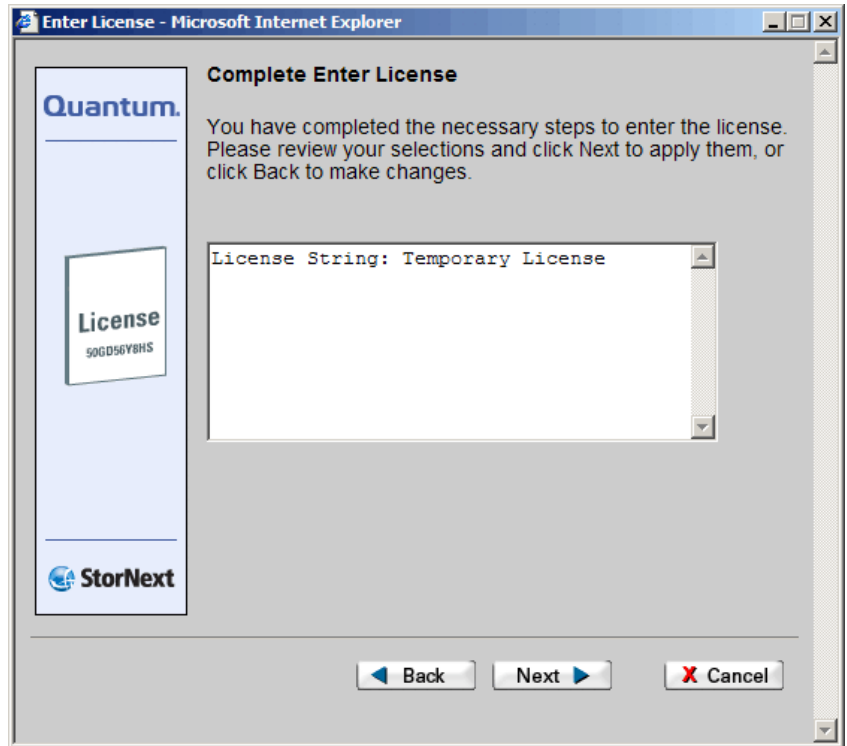 Enter License - Microsoft Internet Explorer
Quantum.
Complete Enter License
You have completed the necessary steps to enter the license.
Please review your selections and click Next to apply them, or
click Back to make changes.
License String: Temporary License
License
50GD56Y8HS
StorNext
Back
Next
Cancel